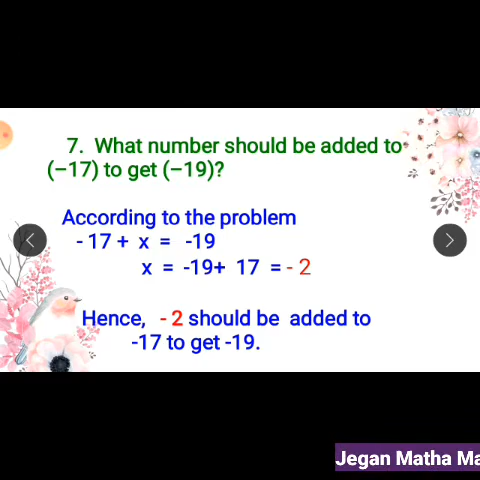 7. What number should be added to
(–17) to get (–19)?
According to the problem
- 17 + x = -19
x = -19+ 17 = - 2
Hence, - 2 should be added to
-17 to get -19.
Jegan Matha Ma